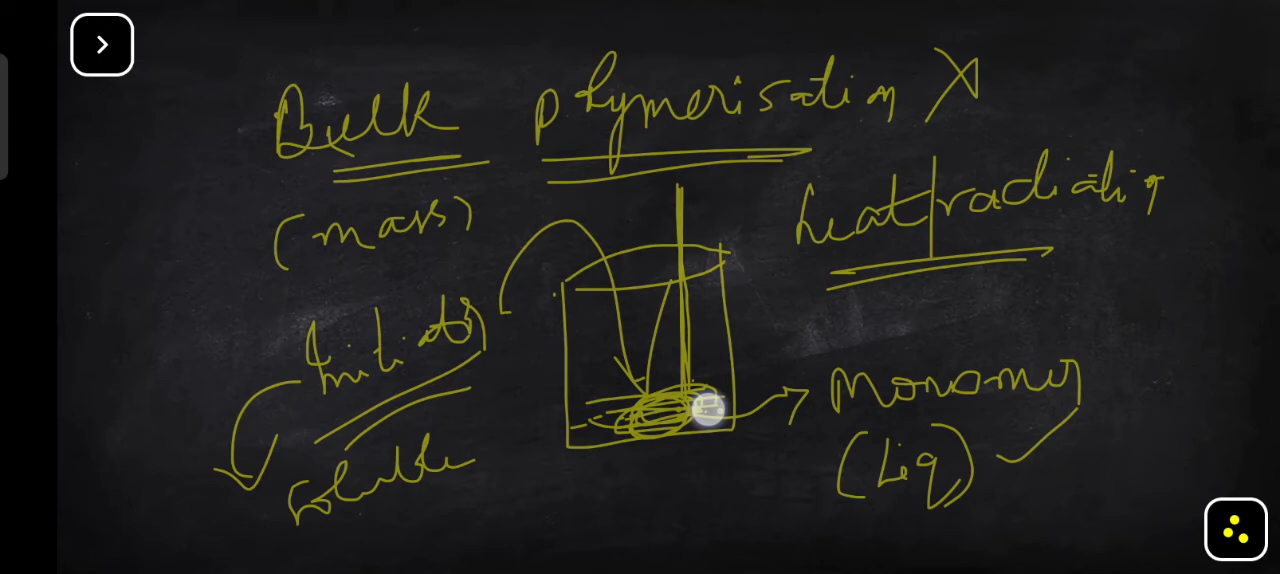 Bulk polymerisation X
(mass)
heat/radiation
Initiator
soluble
Monomer
(Liq)